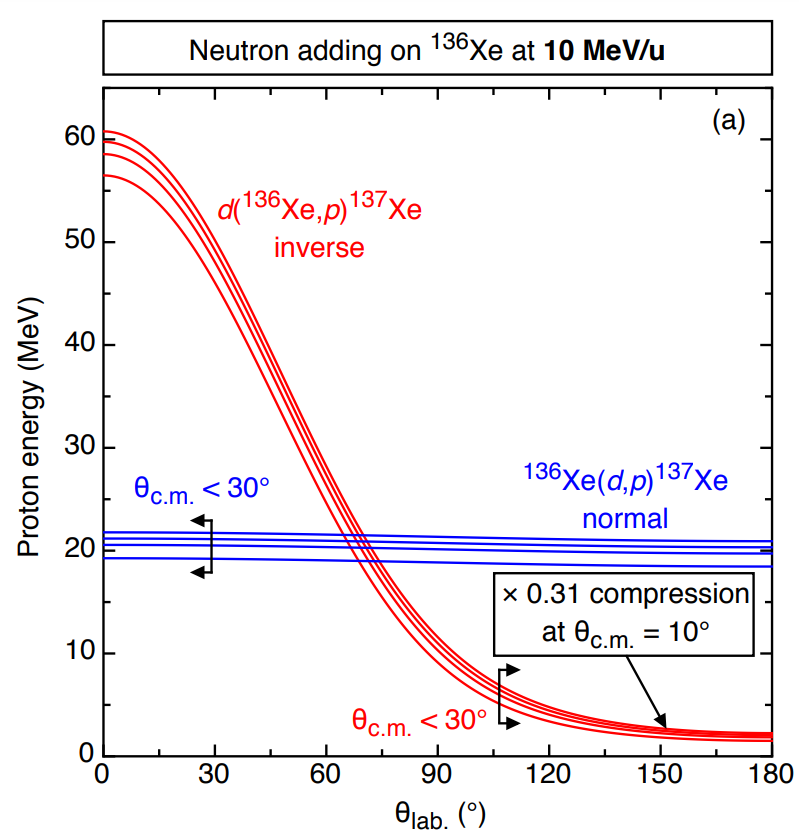 Neutron adding on ¹³⁶Xe at 10 MeV/u
(a)
d(¹³⁶Xe,p)¹³⁷Xe
inverse
θc.m. < 30°
¹³⁶Xe(d,p)¹³⁷Xe
normal
× 0.31 compression
at θc.m. = 10°
θc.m. < 30°
Proton energy (MeV)
60
50
40
30
20
10
0
0 30 60 90 120 150 180
θlab. (°)